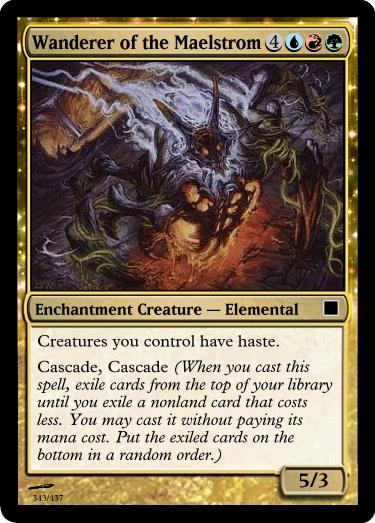 Wanderer of the Maelstrom 4
Enchantment Creature — Elemental
Creatures you control have haste.
Cascade, Cascade (When you cast this
spell, exile cards from the top of your library
until you exile a nonland card that costs
less. You may cast it without paying its
mana cost. Put the exiled cards on the
bottom in a random order.)
5/3
343/437